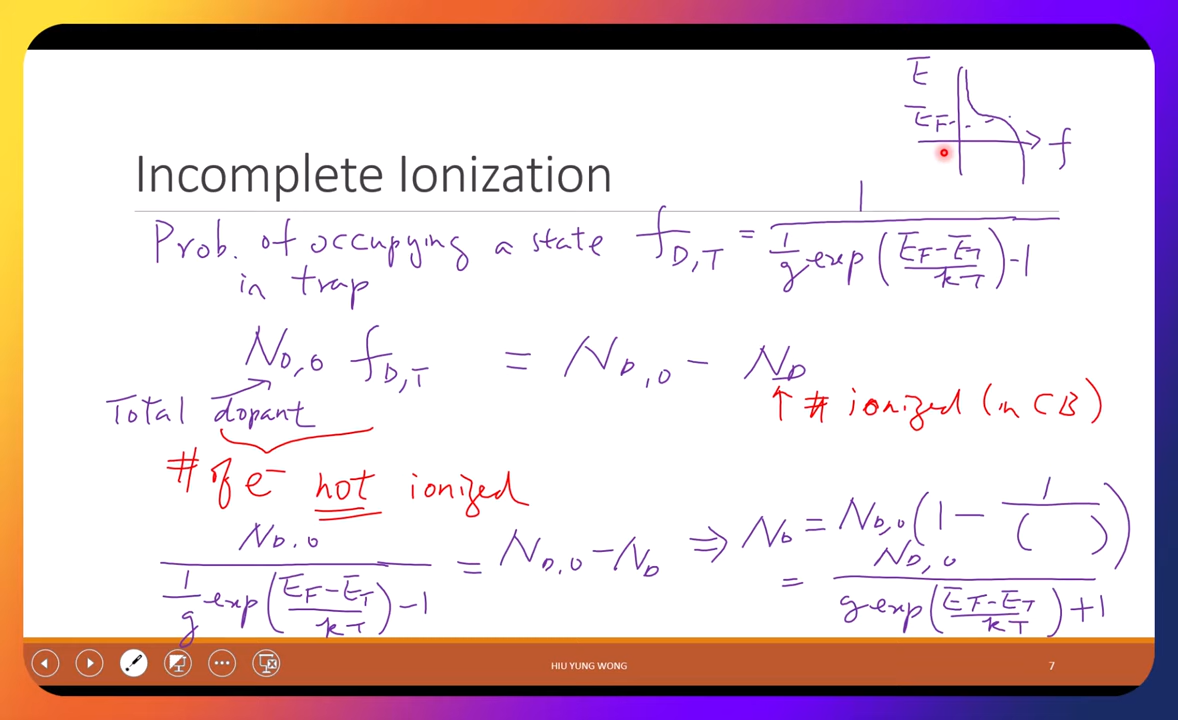 E
E_F
f
Incomplete Ionization
Prob. of occupying a state in trap f_{D,T} = 1 / (1/g exp((E_F - E_T)/kT) - 1)
N_{D,0} f_{D,T} = N_{D,0} - N_D
Total dopant
↑ # ionized (in CB)
# of e⁻ not ionized
N_{D,0} / (1/g exp((E_F - E_T)/kT) - 1) = N_{D,0} - N_D ⇒ N_D = N_{D,0} (1 - 1/( ))
= N_{D,0} / (g exp((E_F - E_T)/kT) + 1)
HIU YUNG WONG
7